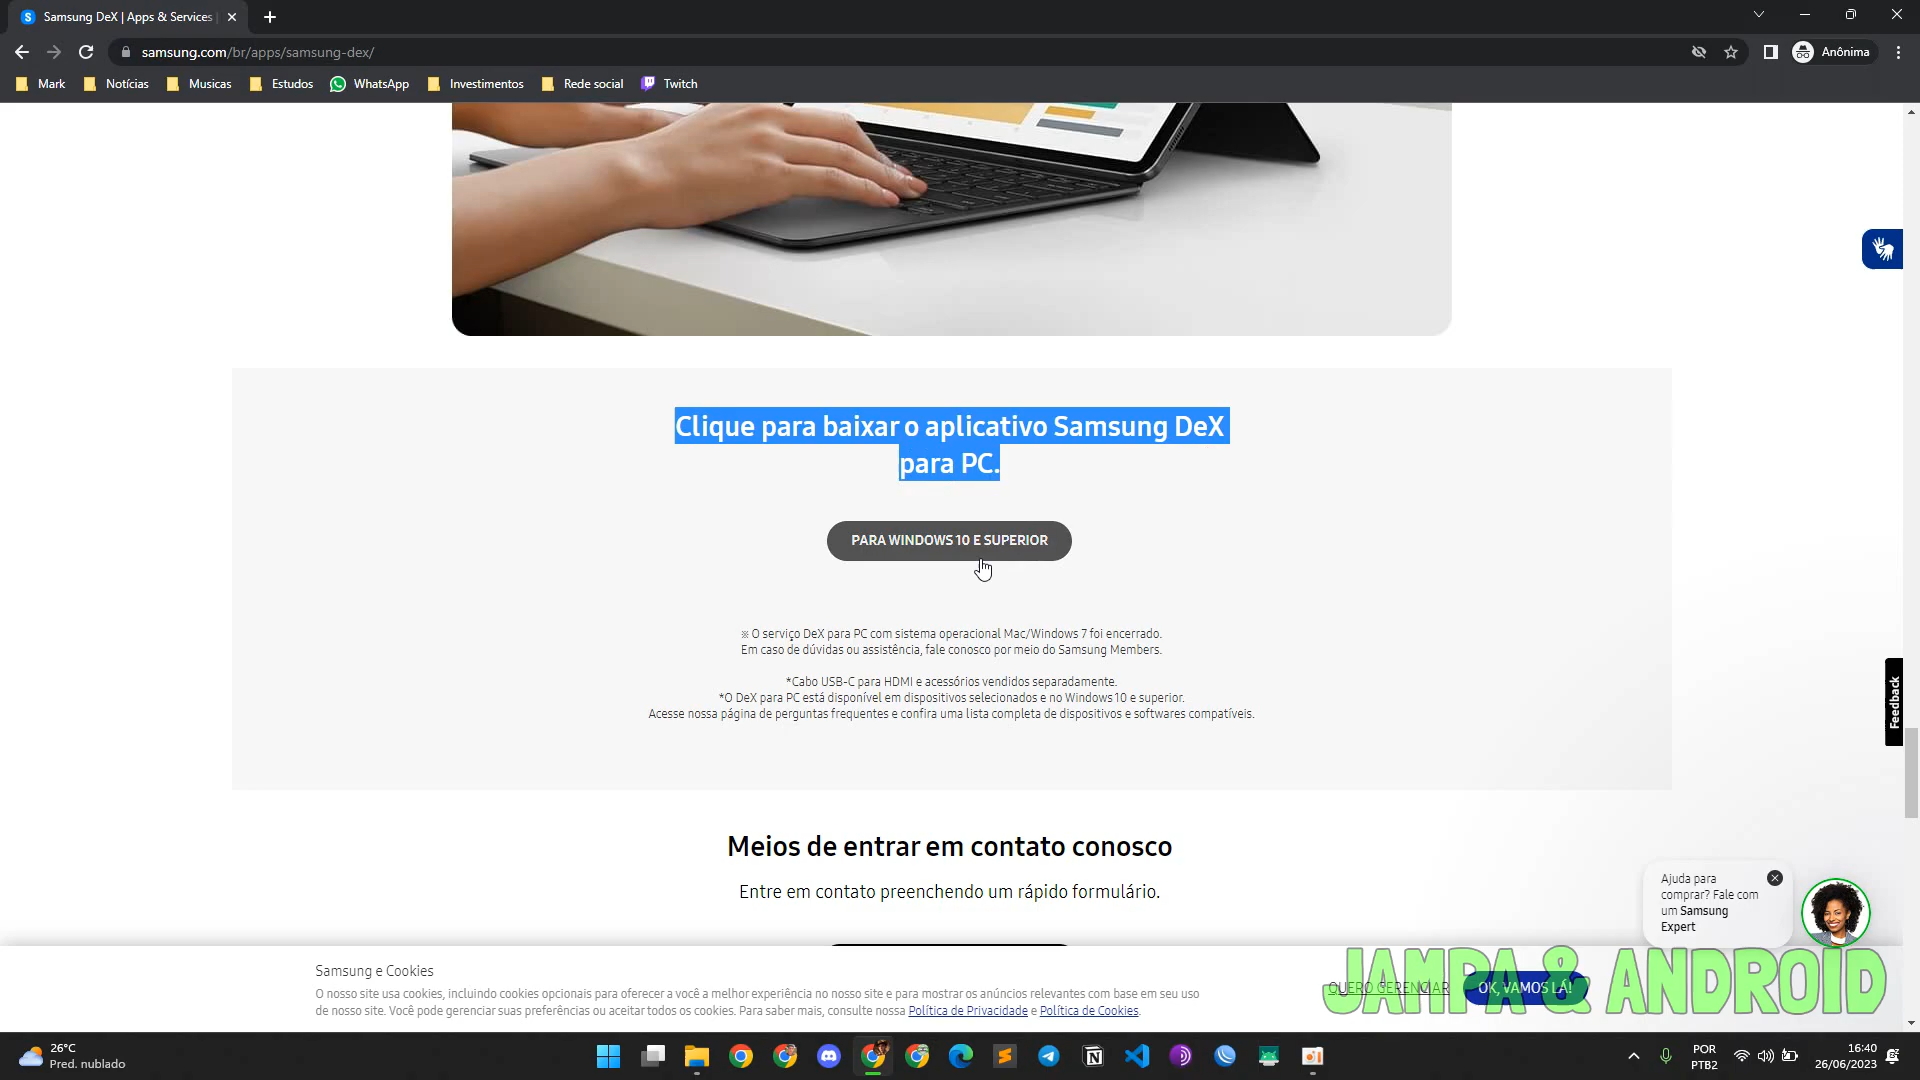 Samsung DeX | Apps & Services |
samsung.com/br/apps/samsung-dex/
Anônima
Mark
Notícias
Musicas
Estudos
WhatsApp
Investimentos
Rede social
Twitch
Clique para baixar o aplicativo Samsung DeX
para PC.
PARA WINDOWS 10 E SUPERIOR
※ O serviço DeX para PC com sistema operacional Mac/Windows 7 foi encerrado.
Em caso de dúvidas ou assistência, fale conosco por meio do Samsung Members.
*Cabo USB-C para HDMI e acessórios vendidos separadamente.
*O DeX para PC está disponível em dispositivos selecionados e no Windows 10 e superior.
Acesse nossa página de perguntas frequentes e confira uma lista completa de dispositivos e softwares compatíveis.
Feedback
Meios de entrar em contato conosco
Entre em contato preenchendo um rápido formulário.
Ajuda para
comprar? Fale com
um Samsung
Expert
Samsung e Cookies
O nosso site usa cookies, incluindo cookies opcionais para oferecer a você a melhor experiência no nosso site e para mostrar os anúncios relevantes com base em seu uso
de nosso site. Você pode gerenciar suas preferências ou aceitar todos os cookies. Para saber mais, consulte nossa Política de Privacidade e Política de Cookies.
QUERO GERENCIAR
OK, VAMOS LÁ!
JAMPA & ANDROID
26°C
Pred. nublado
POR
PTB2
16:40
26/06/2023